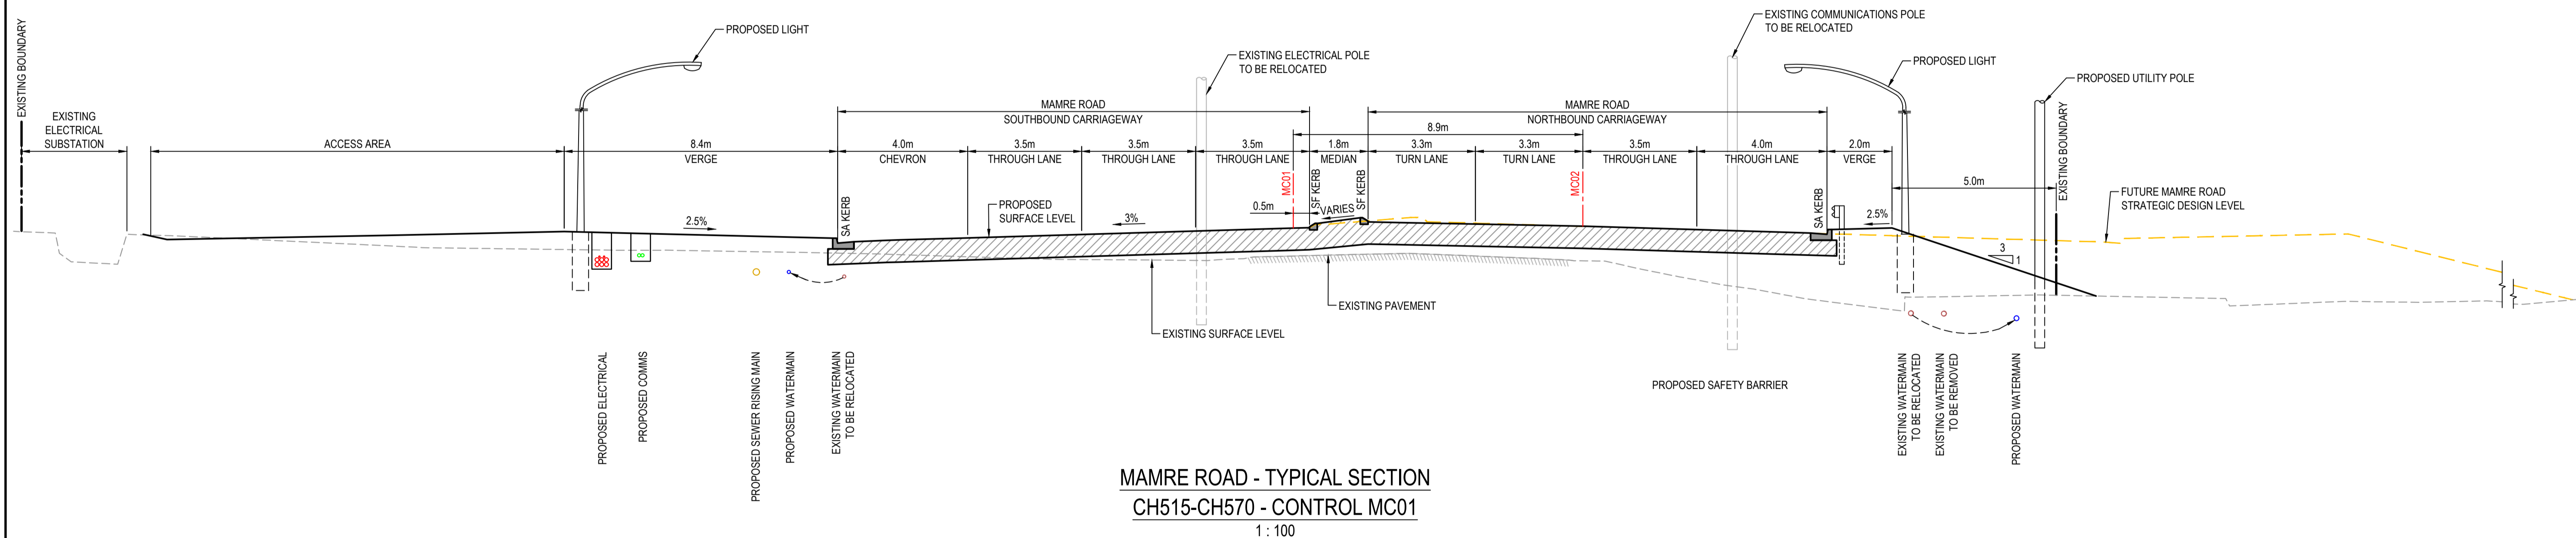 EXISTING BOUNDARY
EXISTING
ELECTRICAL
SUBSTATION
ACCESS AREA
PROPOSED LIGHT
8.4m
VERGE
MAMRE ROAD
SOUTHBOUND CARRIAGEWAY
4.0m
CHEVRON
3.5m
THROUGH LANE
3.5m
THROUGH LANE
3.5m
THROUGH LANE
EXISTING ELECTRICAL POLE
TO BE RELOCATED
8.9m
1.8m
MEDIAN
MAMRE ROAD
NORTHBOUND CARRIAGEWAY
3.3m
TURN LANE
3.3m
TURN LANE
3.5m
THROUGH LANE
4.0m
THROUGH LANE
2.0m
VERGE
EXISTING COMMUNICATIONS POLE
TO BE RELOCATED
PROPOSED LIGHT
PROPOSED UTILITY POLE
EXISTING BOUNDARY
5.0m
FUTURE MAMRE ROAD
STRATEGIC DESIGN LEVEL
2.5%
SA KERB
PROPOSED
SURFACE LEVEL
3%
MC01
0.5m
SF KERB
VARIES
SF KERB
MC02
SA KERB
2.5%
3
1
EXISTING PAVEMENT
EXISTING SURFACE LEVEL
PROPOSED ELECTRICAL
PROPOSED COMMS
PROPOSED SEWER RISING MAIN
PROPOSED WATERMAIN
EXISTING WATERMAIN
TO BE RELOCATED
PROPOSED SAFETY BARRIER
EXISTING WATERMAIN
TO BE RELOCATED
EXISTING WATERMAIN
TO BE REMOVED
PROPOSED WATERMAIN
MAMRE ROAD - TYPICAL SECTION
CH515-CH570 - CONTROL MC01
1 : 100